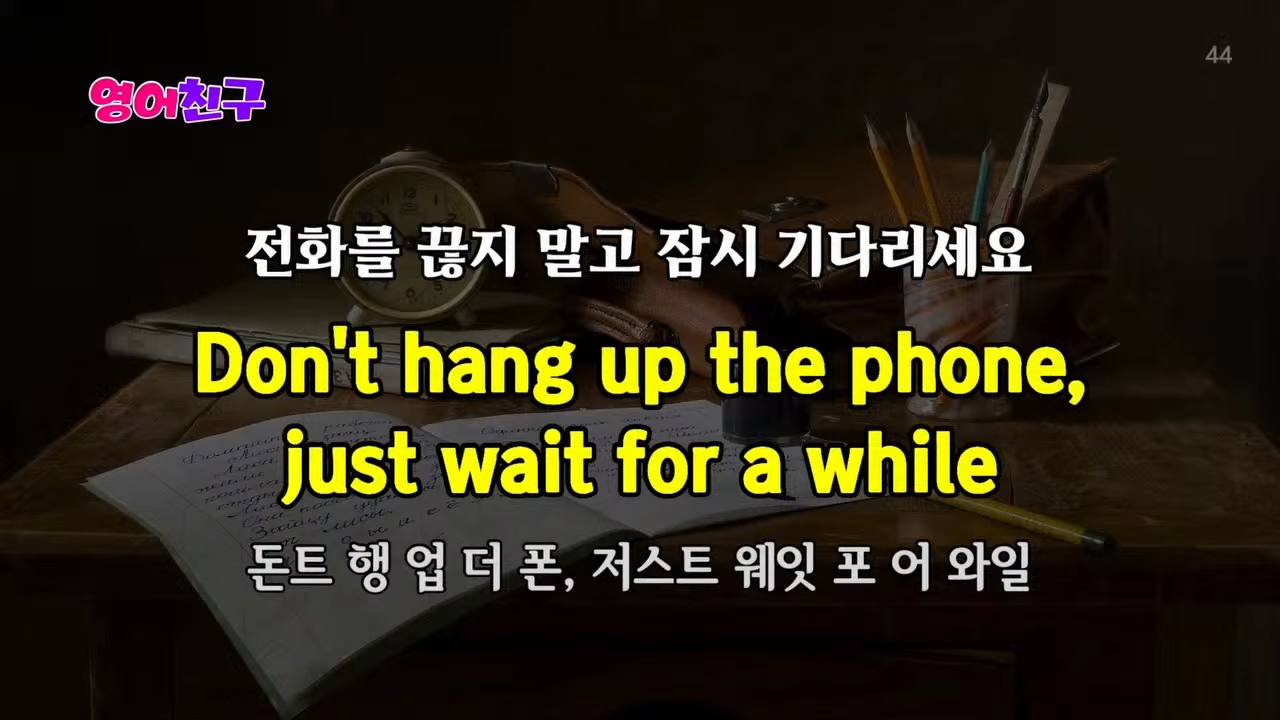 44
영어친구
전화를 끊지 말고 잠시 기다리세요
Don't hang up the phone,
just wait for a while
돈트 행 업 더 폰, 저스트 웨잇 포 어 와일